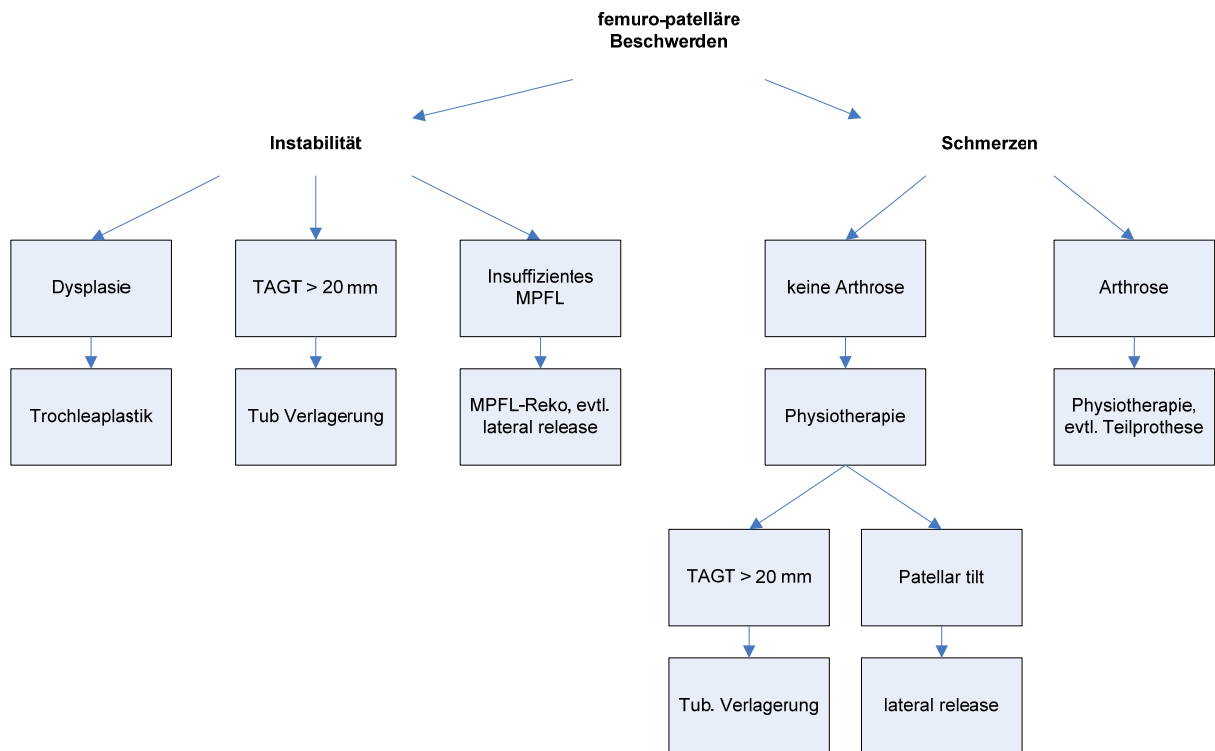 femuro-patelläre
Beschwerden
Instabilität
Schmerzen
Dysplasie
TAGT > 20 mm
Insuffizientes
MPFL
keine Arthrose
Arthrose
Trochleaplastik
Tub Verlagerung
MPFL-Reko, evtl.
lateral release
Physiotherapie
Physiotherapie,
evtl. Teilprothese
TAGT > 20 mm
Patellar tilt
Tub. Verlagerung
lateral release